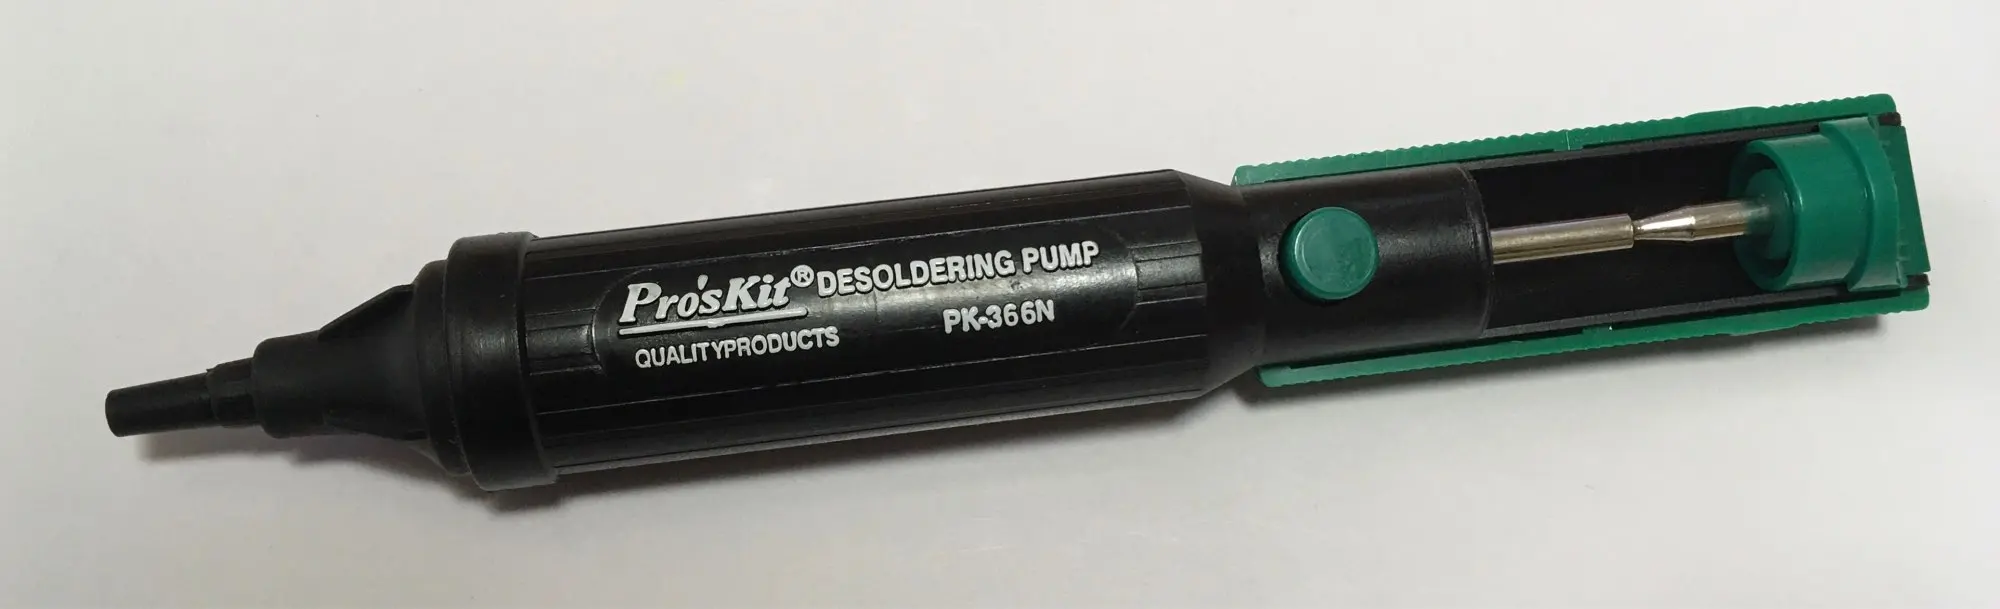 Pro'sKit® DESOLDERING PUMP
QUALITYPRODUCTS PK-366N